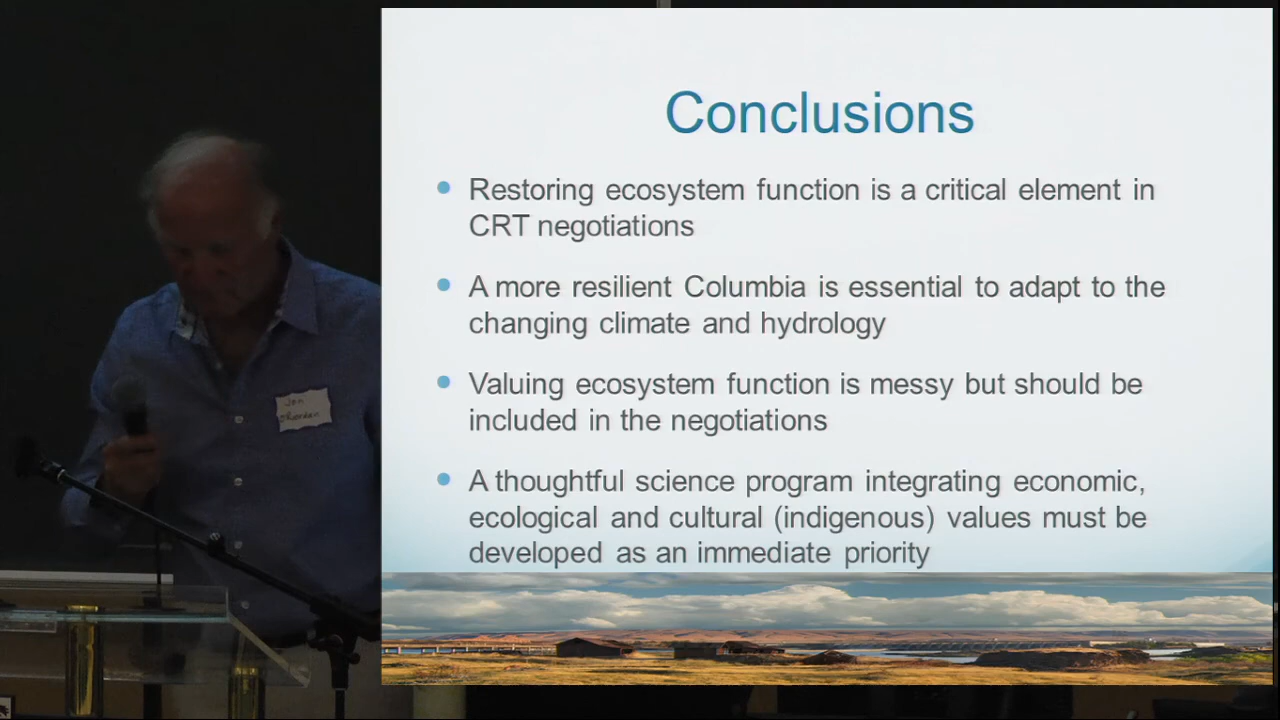 Conclusions
Restoring ecosystem function is a critical element in
CRT negotiations
A more resilient Columbia is essential to adapt to the
changing climate and hydrology
Valuing ecosystem function is messy but should be
included in the negotiations
A thoughtful science program integrating economic,
ecological and cultural (indigenous) values must be
developed as an immediate priority
Jon